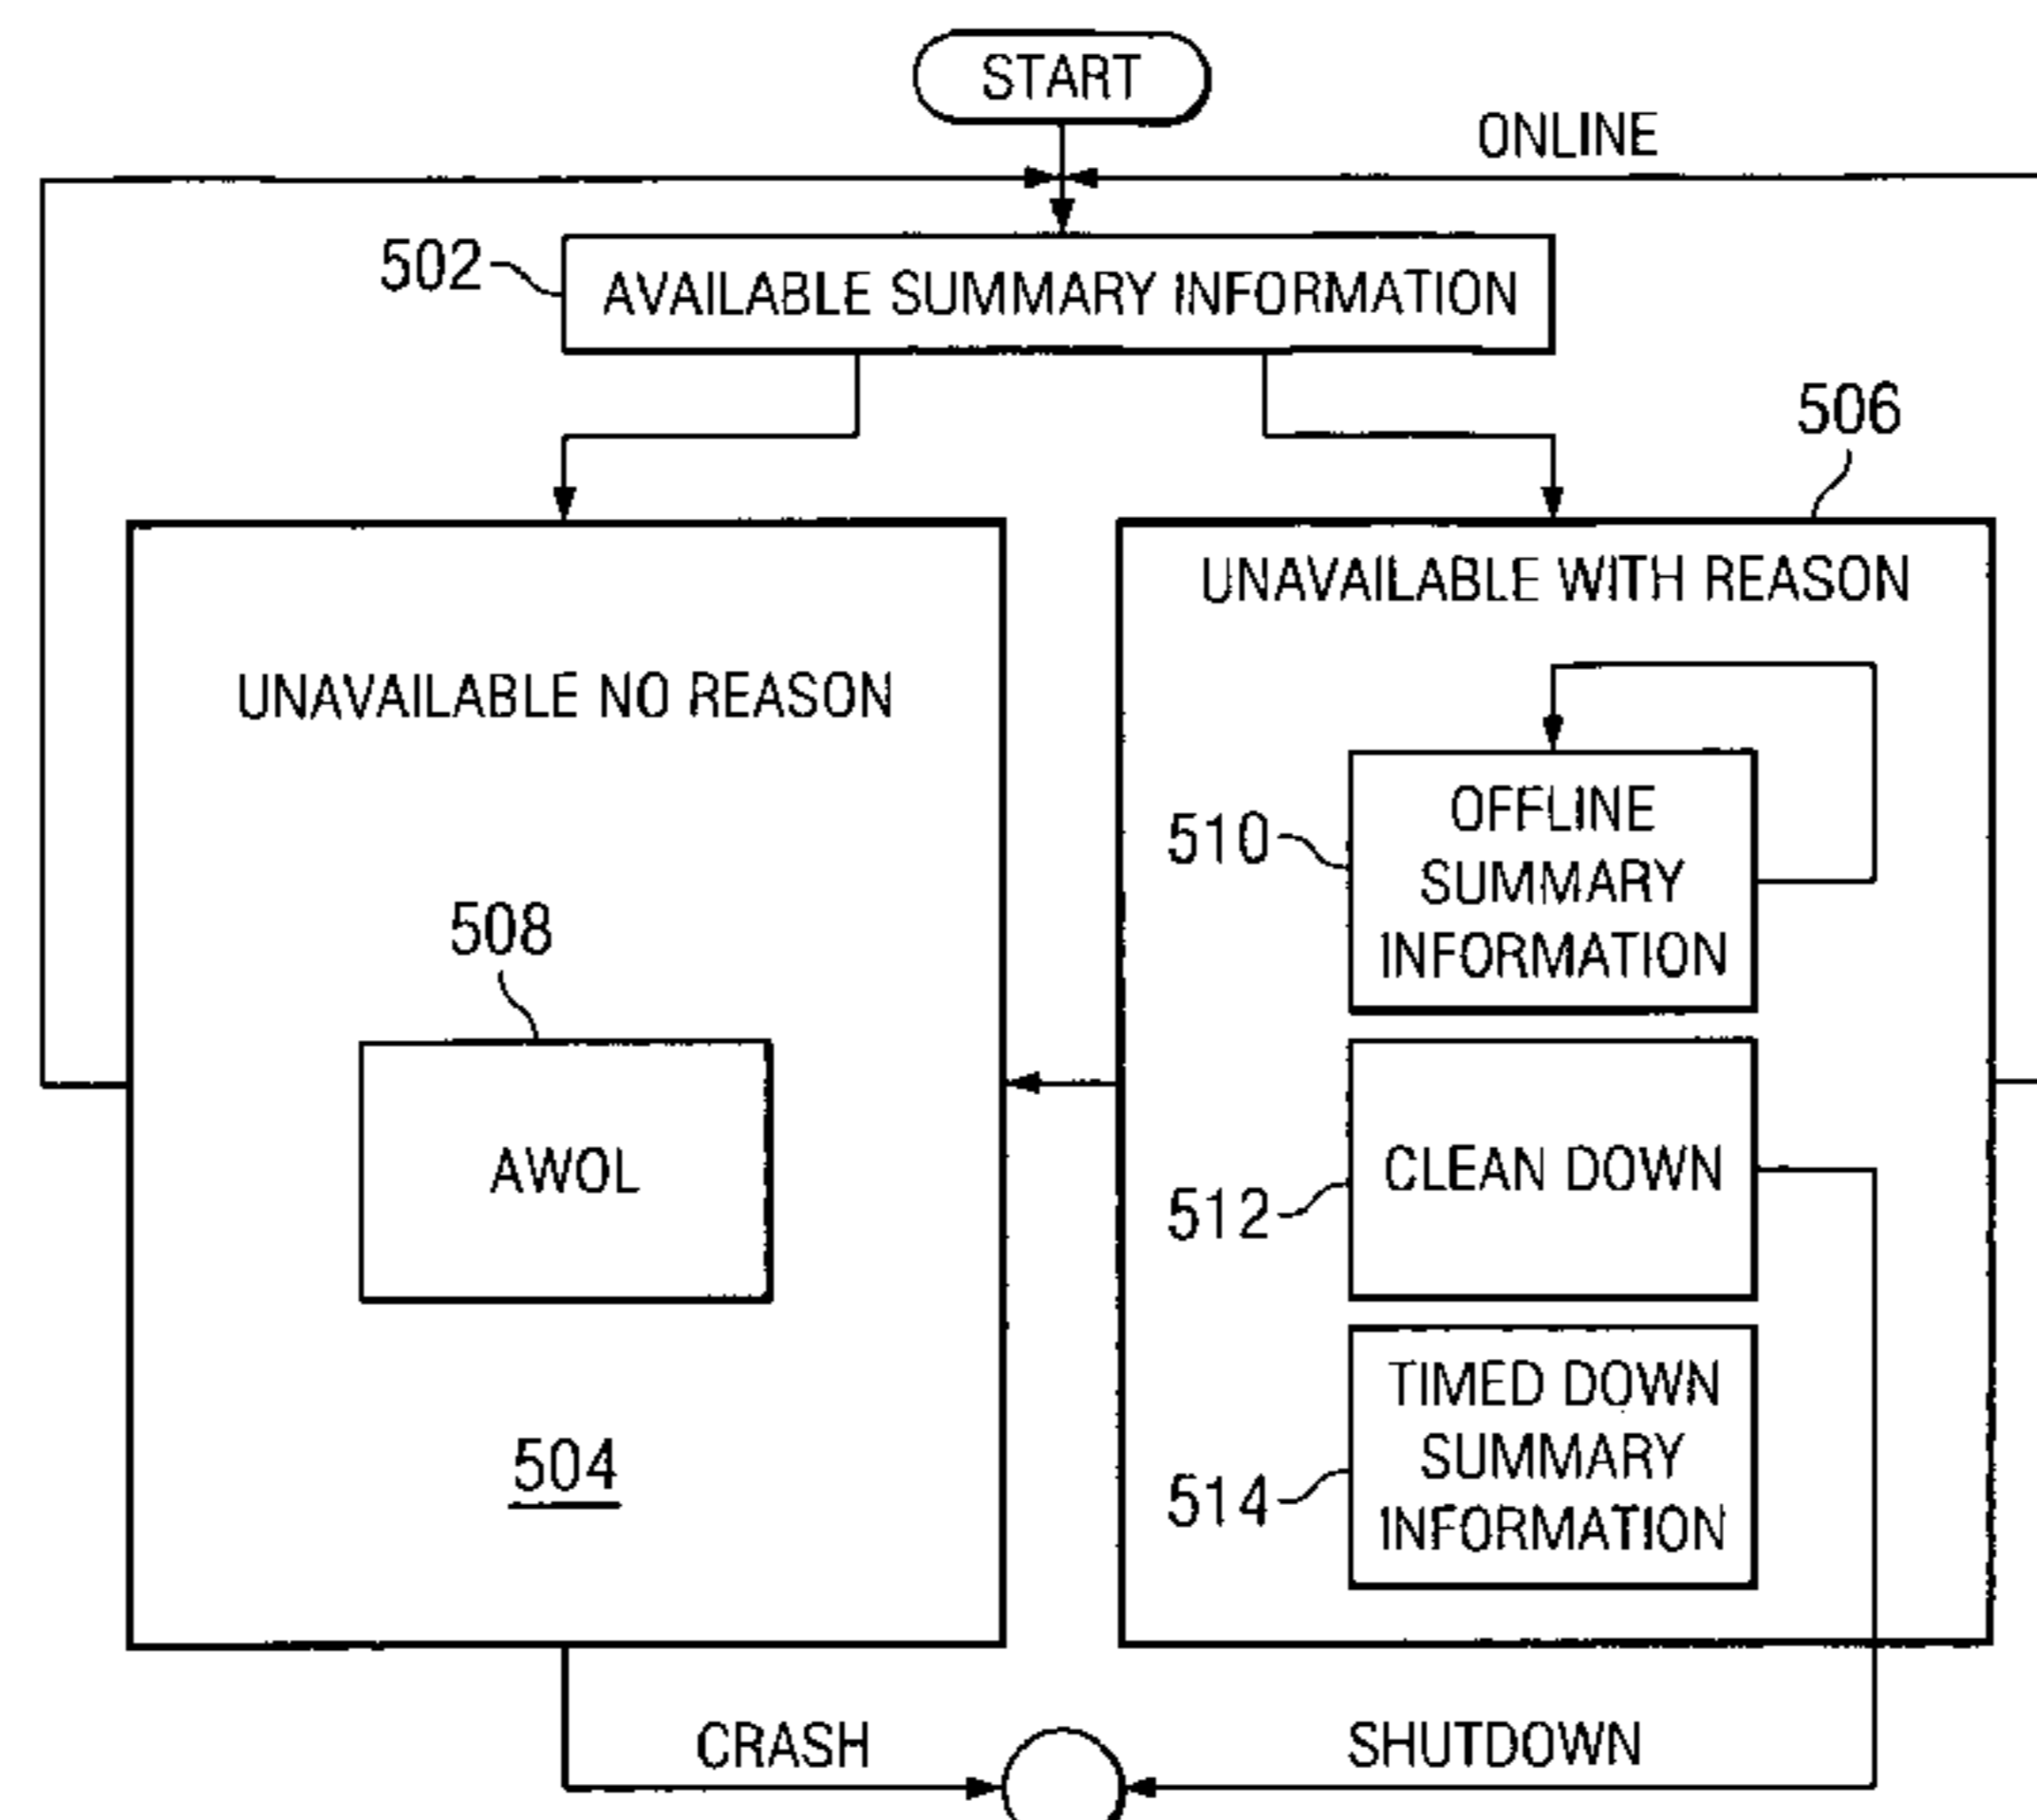 START
ONLINE
502
AVAILABLE SUMMARY INFORMATION
506
UNAVAILABLE NO REASON
508
AWOL
504
UNAVAILABLE WITH REASON
510
OFFLINE
SUMMARY
INFORMATION
512
CLEAN DOWN
514
TIMED DOWN
SUMMARY
INFORMATION
CRASH
SHUTDOWN